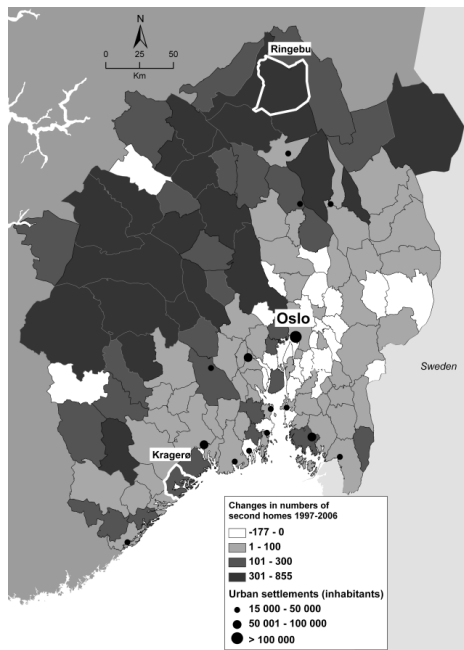 N
0 25 50
Km
Ringebu
Oslo
Sweden
Kragerø
Changes in numbers of
second homes 1997-2006
-177 - 0
1 - 100
101 - 300
301 - 855
Urban settlements (inhabitants)
15 000 - 50 000
50 001 - 100 000
> 100 000